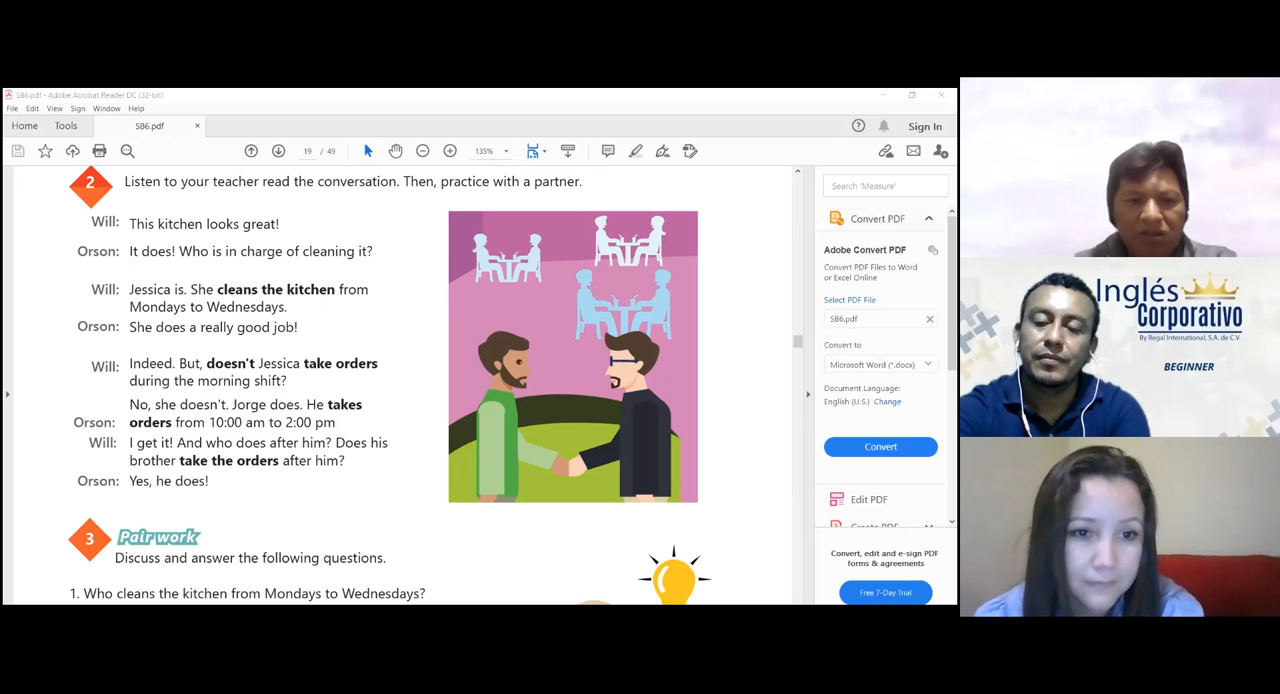 SB6.pdf - Adobe Acrobat Reader DC (32-bit)
File Edit View Sign Window Help
Home Tools SB6.pdf × Sign In
19 / 49 135%
2 Listen to your teacher read the conversation. Then, practice with a partner.
Will: This kitchen looks great!
Orson: It does! Who is in charge of cleaning it?
Will: Jessica is. She cleans the kitchen from
Mondays to Wednesdays.
Orson: She does a really good job!
Will: Indeed. But, doesn't Jessica take orders
during the morning shift?
No, she doesn't. Jorge does. He takes
Orson: orders from 10:00 am to 2:00 pm
Will: I get it! And who does after him? Does his
brother take the orders after him?
Orson: Yes, he does!
3 Pair work
Discuss and answer the following questions.
1. Who cleans the kitchen from Mondays to Wednesdays?
Search 'Measure'
Convert PDF
Adobe Convert PDF
Convert PDF Files to Word
or Excel Online
Select PDF File
SB6.pdf
Convert to
Microsoft Word (*.docx)
Document Language:
English (U.S.) Change
Convert
Edit PDF
Create PDF
Convert, edit and e-sign PDF
forms & agreements
Free 7-Day Trial
Inglés
Corporativo
By Regal International, S.A. de C.V.
BEGINNER